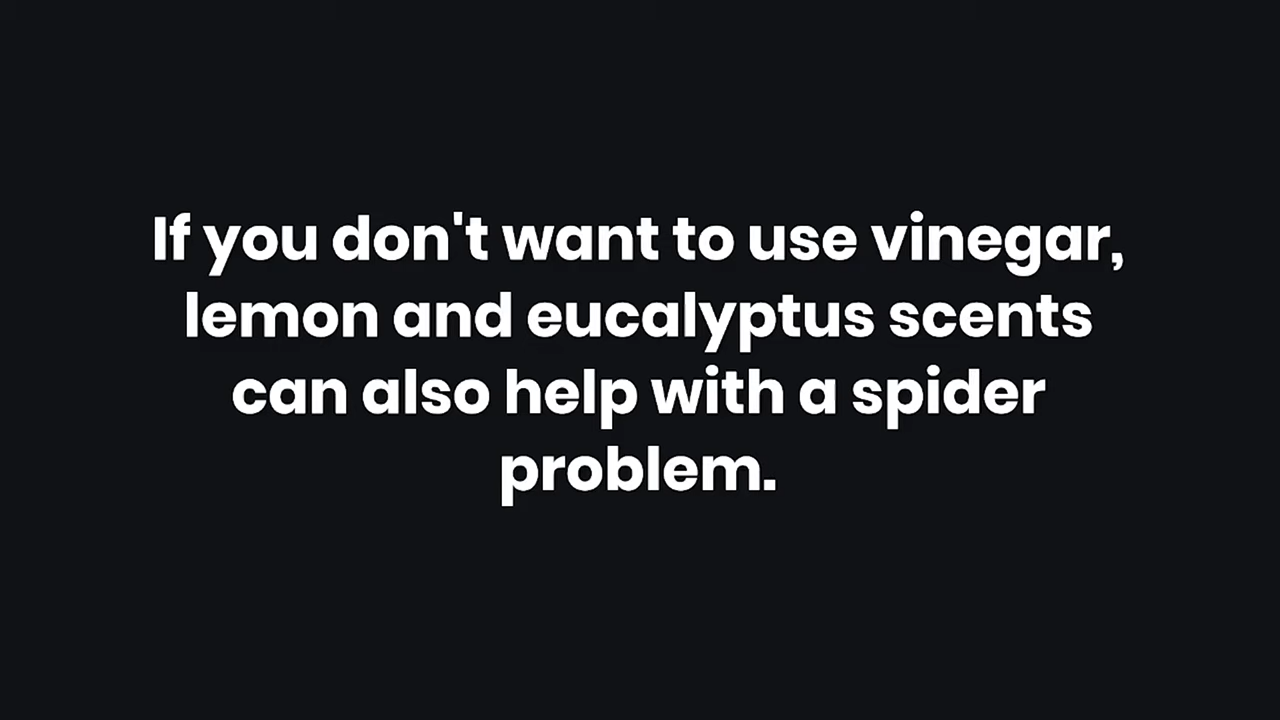 If you don't want to use vinegar,
lemon and eucalyptus scents
can also help with a spider
problem.